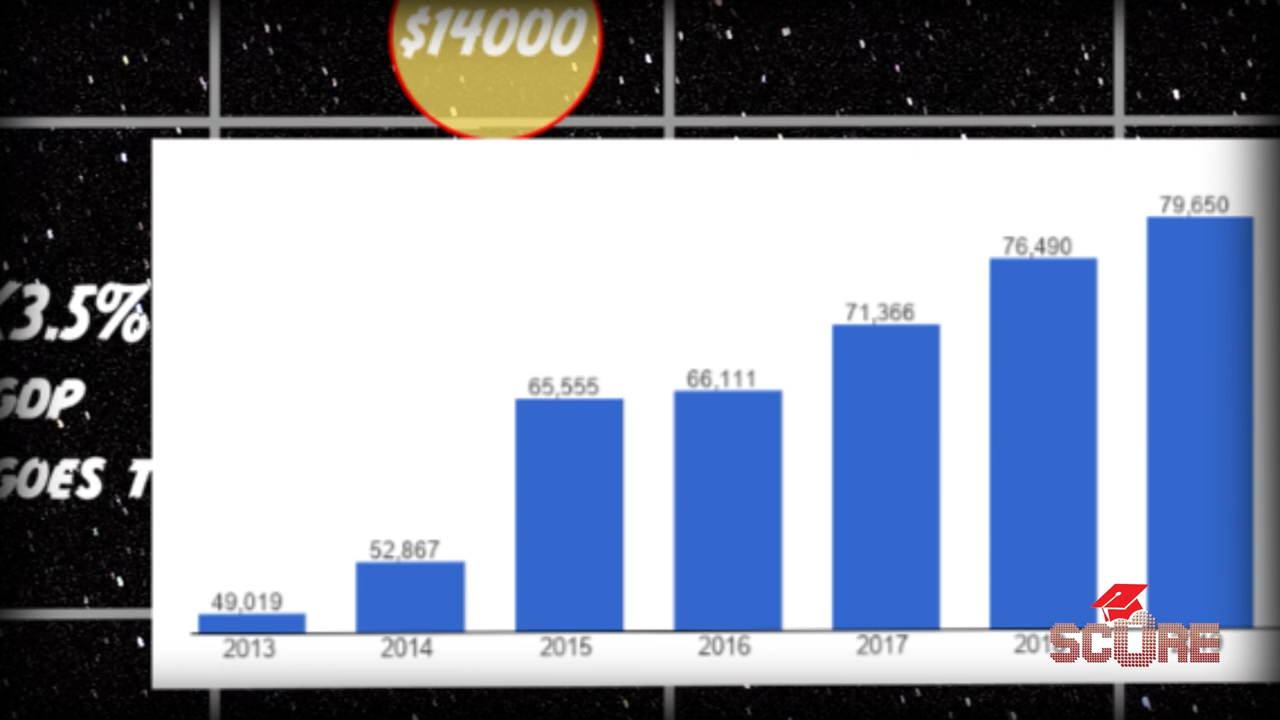 $14000
79,650
76,490
71,366
3.5%
65,555
66,111
GOP
GOES
52,867
49,019
2013 2014 2015 2016 2017
SCORE